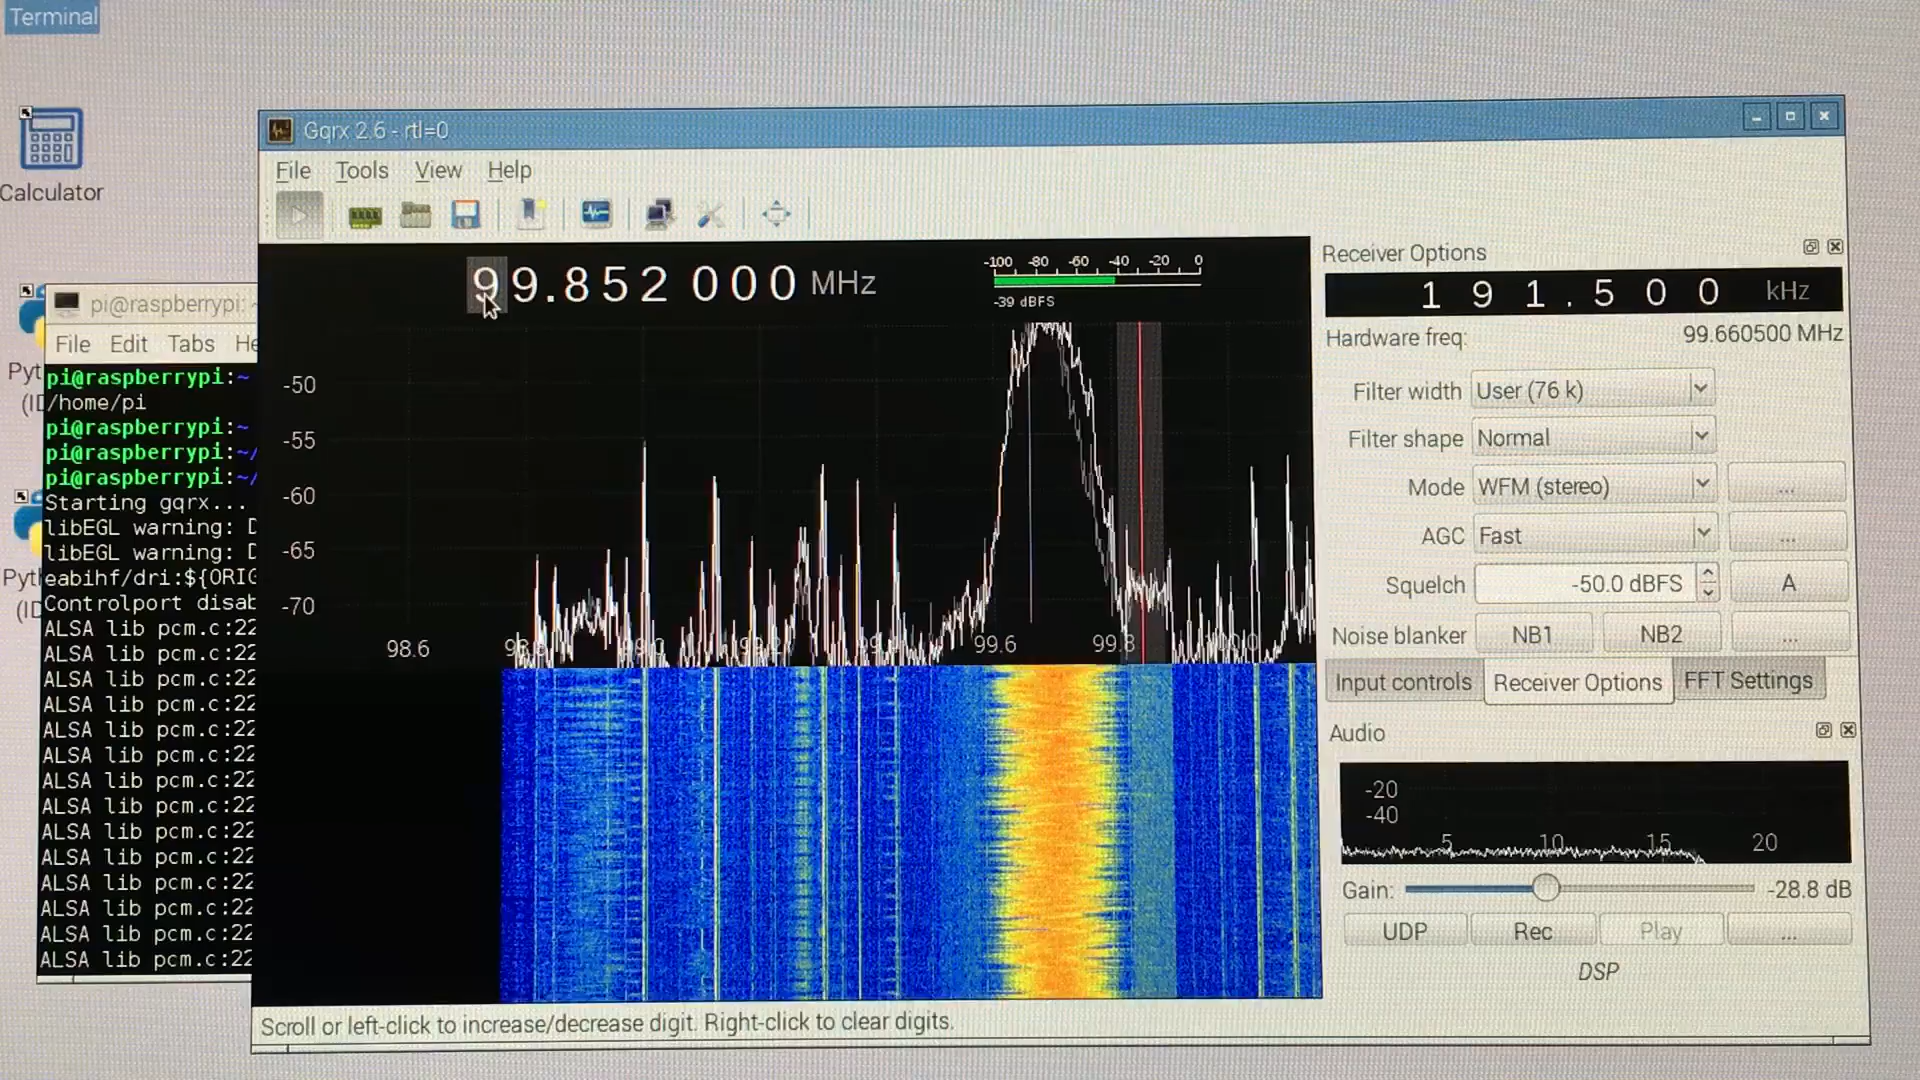 Terminal
Calculator
Pyt
(ID
Pyt
(ID
pi@raspberrypi: ~
File Edit Tabs He
pi@raspberrypi:~
/home/pi
pi@raspberrypi:~
pi@raspberrypi:~/
pi@raspberrypi:~/
Starting gqrx...
libEGL warning: D
libEGL warning: D
eabihf/dri:${ORIG
Controlport disab
ALSA lib pcm.c:22
ALSA lib pcm.c:22
ALSA lib pcm.c:22
ALSA lib pcm.c:22
ALSA lib pcm.c:22
ALSA lib pcm.c:22
ALSA lib pcm.c:22
ALSA lib pcm.c:22
ALSA lib pcm.c:22
ALSA lib pcm.c:22
ALSA lib pcm.c:22
ALSA lib pcm.c:22
ALSA lib pcm.c:22
ALSA lib pcm.c:22
Gqrx 2.6 - rtl=0
File Tools View Help
99.852 000 MHz
-100 -80 -60 -40 -20 0
-39 dBFS
-50
-55
-60
-65
-70
98.6 99.6 99.8
Receiver Options
191.500 kHz
Hardware freq: 99.660500 MHz
Filter width User (76 k)
Filter shape Normal
Mode WFM (stereo) ...
AGC Fast ...
Squelch -50.0 dBFS A
Noise blanker NB1 NB2 ...
Input controls Receiver Options FFT Settings
Audio
-20
-40
5 10 15 20
Gain: -28.8 dB
UDP Rec Play ...
DSP
Scroll or left-click to increase/decrease digit. Right-click to clear digits.